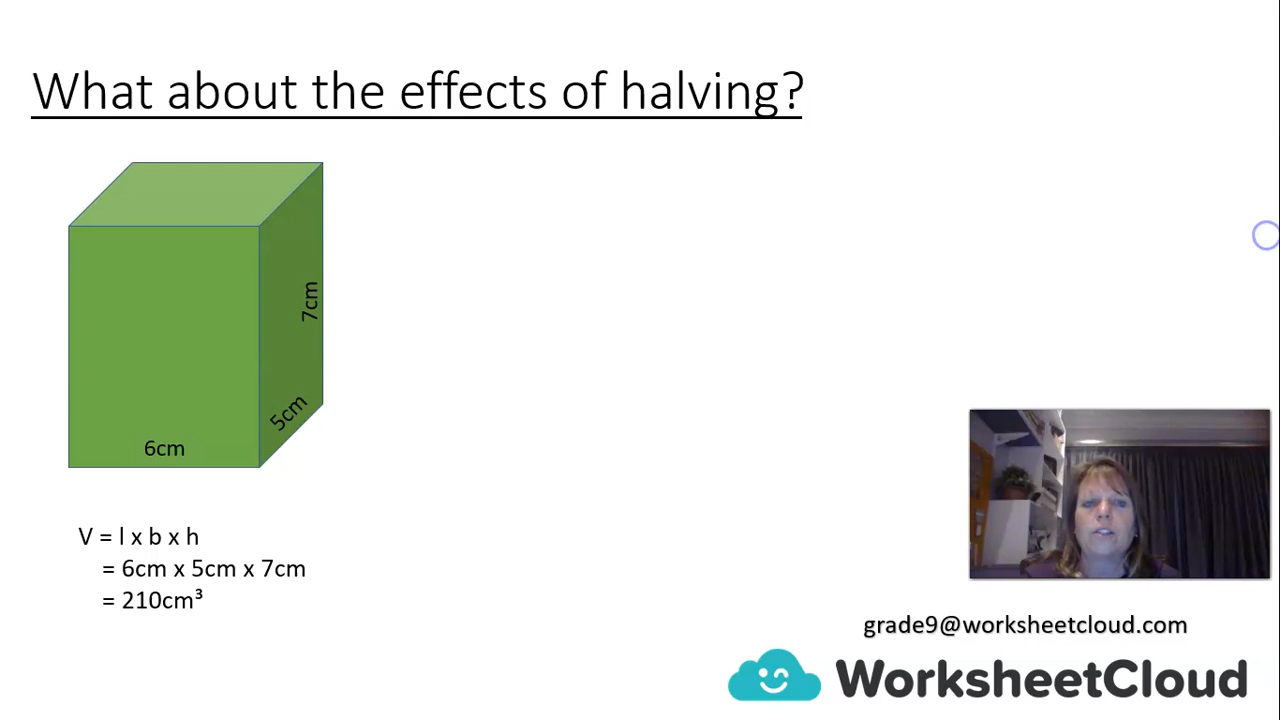 What about the effects of halving?
7cm
5cm
6cm
V = l x b x h
= 6cm x 5cm x 7cm
= 210cm³
grade9@worksheetcloud.com
WorksheetCloud